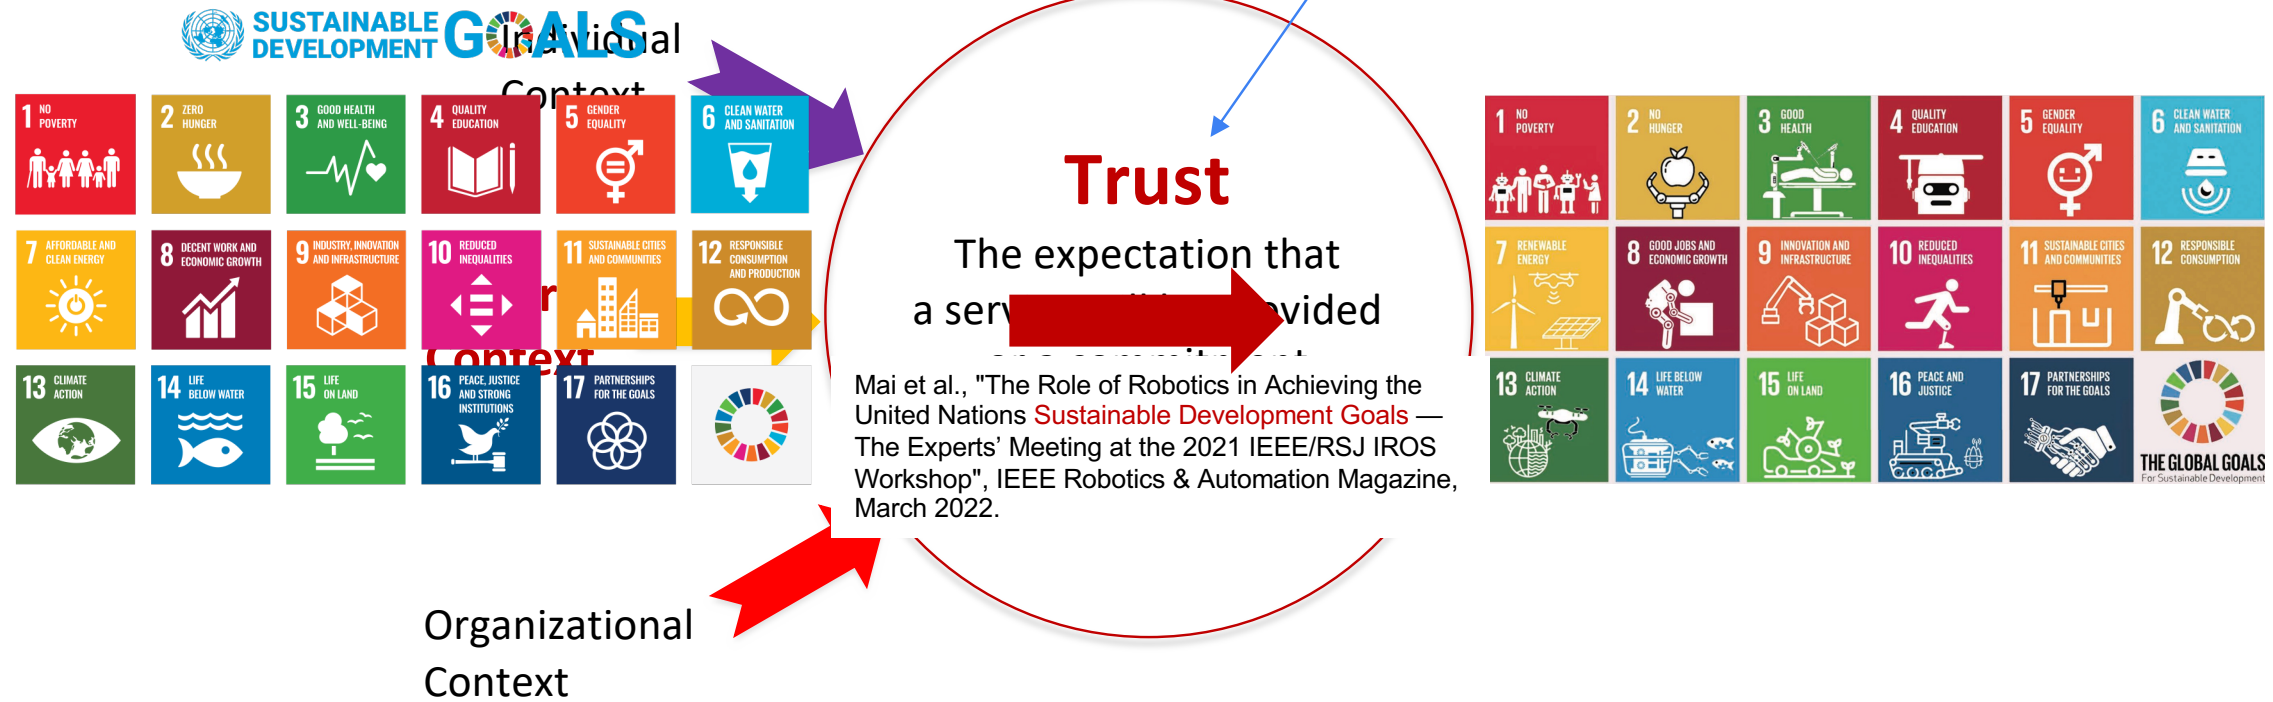 SUSTAINABLE
DEVELOPMENT
GOALS
Individual
Context
1 NO
POVERTY
2 ZERO
HUNGER
3 GOOD HEALTH
AND WELL-BEING
4 QUALITY
EDUCATION
5 GENDER
EQUALITY
6 CLEAN WATER
AND SANITATION
7 AFFORDABLE AND
CLEAN ENERGY
8 DECENT WORK AND
ECONOMIC GROWTH
9 INDUSTRY, INNOVATION
AND INFRASTRUCTURE
10 REDUCED
INEQUALITIES
11 SUSTAINABLE CITIES
AND COMMUNITIES
12 RESPONSIBLE
CONSUMPTION
AND PRODUCTION
Context
13 CLIMATE
ACTION
14 LIFE
BELOW WATER
15 LIFE
ON LAND
16 PEACE, JUSTICE
AND STRONG
INSTITUTIONS
17 PARTNERSHIPS
FOR THE GOALS
Organizational
Context
Trust
The expectation that
a
Mai et al., "The Role of Robotics in Achieving the
United Nations Sustainable Development Goals —
The Experts’ Meeting at the 2021 IEEE/RSJ IROS
Workshop", IEEE Robotics & Automation Magazine,
March 2022.
1 NO
POVERTY
2 NO
HUNGER
3 GOOD
HEALTH
4 QUALITY
EDUCATION
5 GENDER
EQUALITY
6 CLEAN WATER
AND SANITATION
7 RENEWABLE
ENERGY
8 GOOD JOBS AND
ECONOMIC GROWTH
9 INNOVATION AND
INFRASTRUCTURE
10 REDUCED
INEQUALITIES
11 SUSTAINABLE CITIES
AND COMMUNITIES
12 RESPONSIBLE
CONSUMPTION
13 CLIMATE
ACTION
14 LIFE BELOW
WATER
15 LIFE
ON LAND
16 PEACE AND
JUSTICE
17 PARTNERSHIPS
FOR THE GOALS
THE GLOBAL GOALS
For Sustainable Development